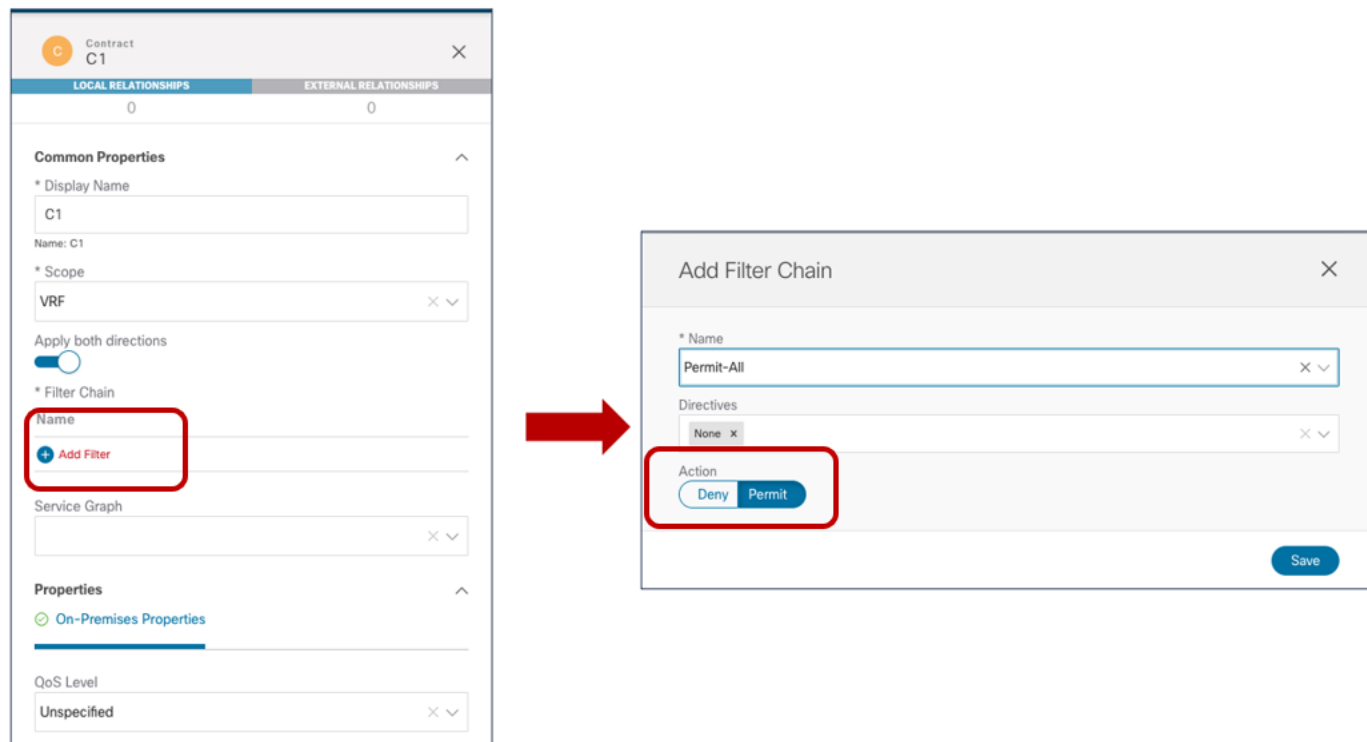 C
Contract
C1
LOCAL RELATIONSHIPS
EXTERNAL RELATIONSHIPS
0
0
Common Properties
* Display Name
C1
Name: C1
* Scope
VRF
Apply both directions
* Filter Chain
Name
Add Filter
Service Graph
Properties
On-Premises Properties
QoS Level
Unspecified
Add Filter Chain
* Name
Permit-All
Directives
None
Action
Deny Permit
Save